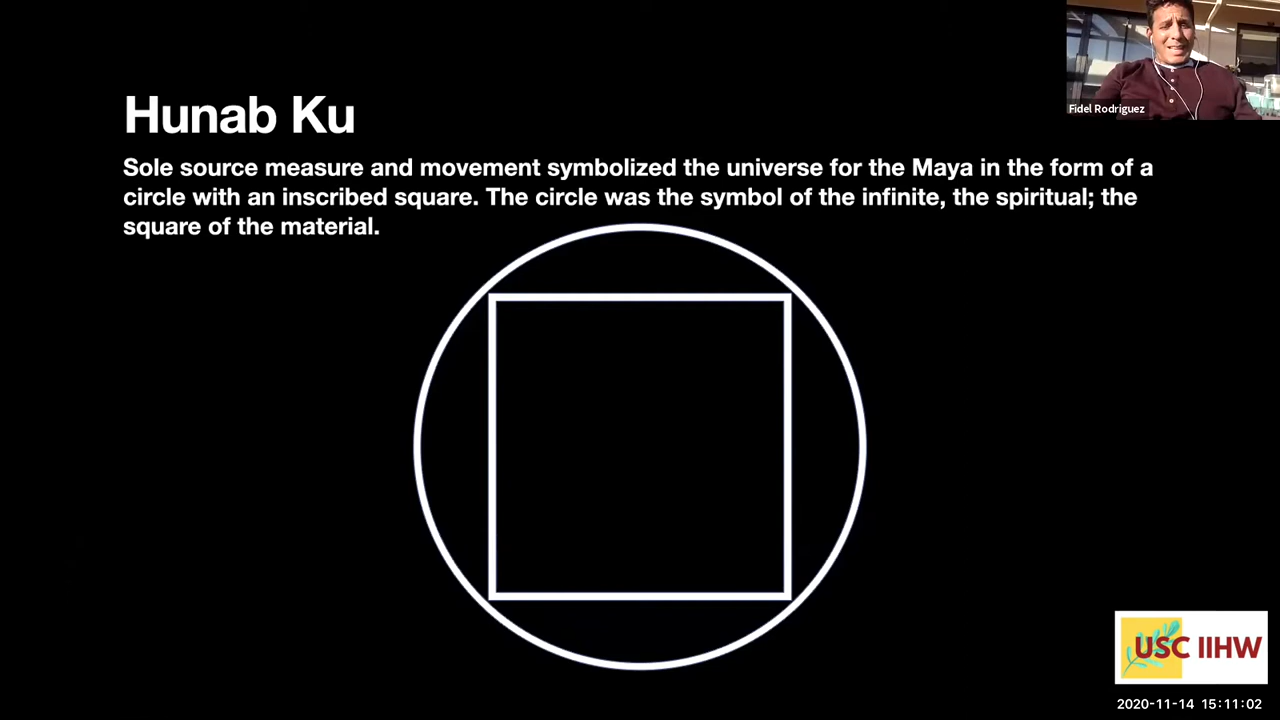 Fidel Rodriguez
Hunab Ku
Sole source measure and movement symbolized the universe for the Maya in the form of a
circle with an inscribed square. The circle was the symbol of the infinite, the spiritual; the
square of the material.
USC IIHW
2020-11-14 15:11:02